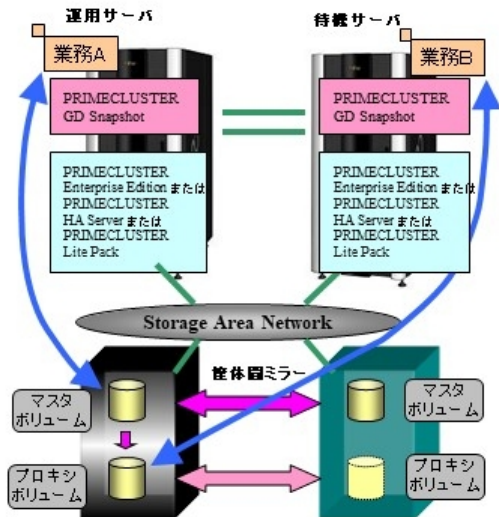 運用サーバ
待機サーバ
業務A
業務B
PRIMECLUSTER
GD Snapshot
PRIMECLUSTER
GD Snapshot
PRIMECLUSTER
Enterprise Edition または
PRIMECLUSTER
HA Server または
PRIMECLUSTER
Lite Pack
PRIMECLUSTER
Enterprise Edition または
PRIMECLUSTER
HA Server または
PRIMECLUSTER
Lite Pack
Storage Area Network
筐体間ミラー
マスタ
ボリューム
マスタ
ボリューム
プロキシ
ボリューム
プロキシ
ボリューム